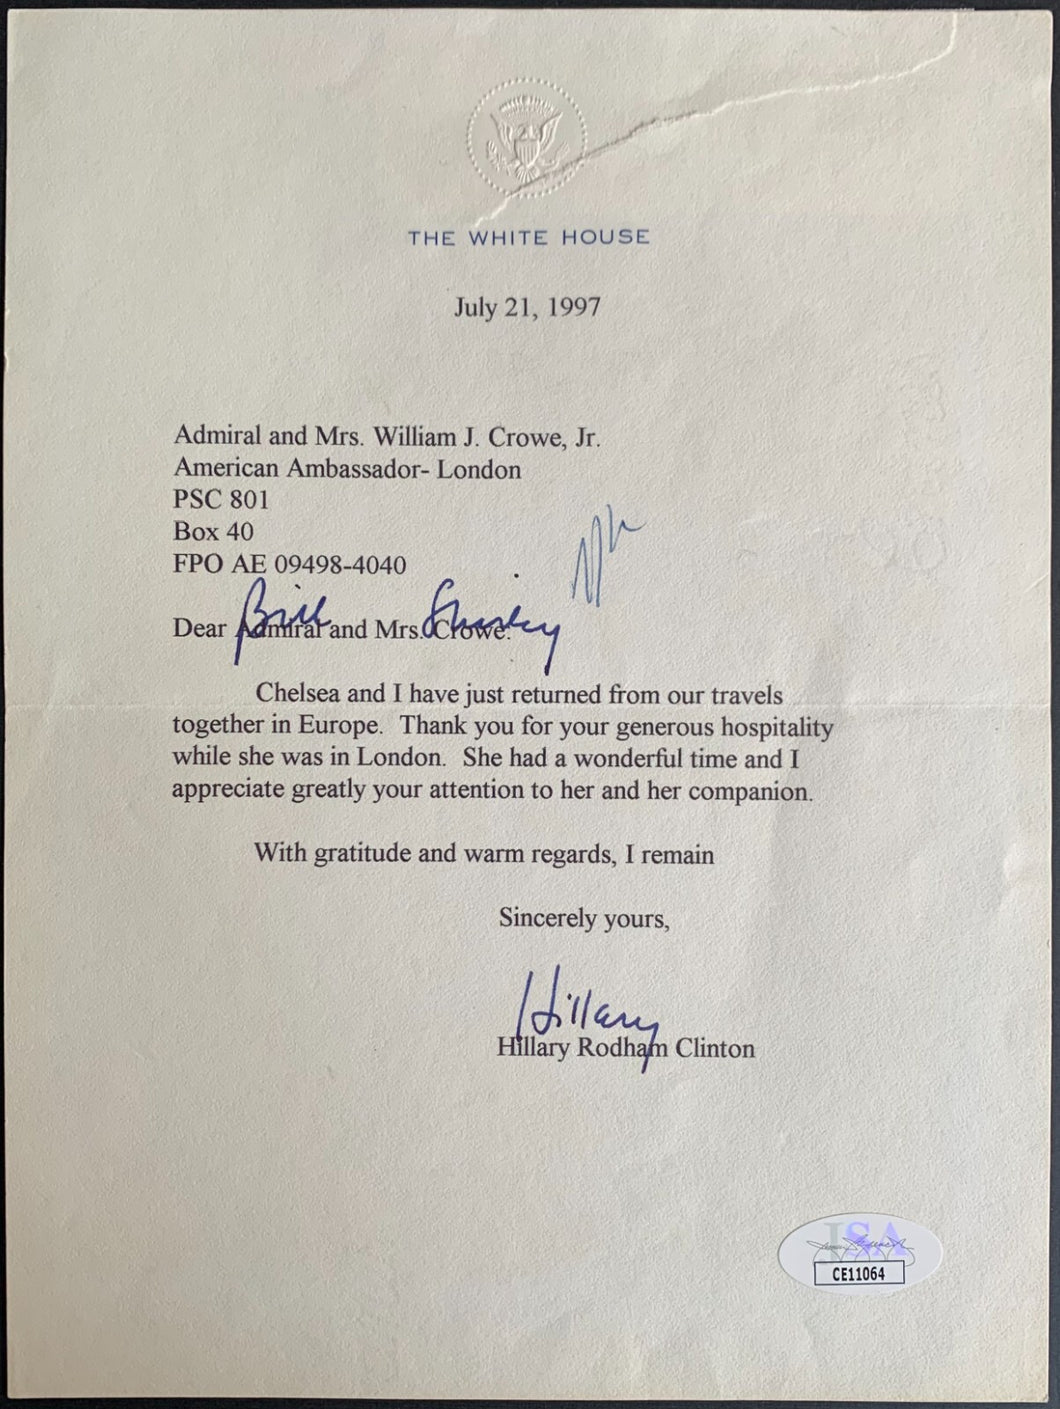 THE WHITE HOUSE
July 21, 1997
Admiral and Mrs. William J. Crowe, Jr.
American Ambassador- London
PSC 801
Box 40
FPO AE 09498-4040
Bill Shirley
Dear Admiral and Mrs. Crowe:
Chelsea and I have just returned from our travels
together in Europe. Thank you for your generous hospitality
while she was in London. She had a wonderful time and I
appreciate greatly your attention to her and her companion.
With gratitude and warm regards, I remain
Sincerely yours,
Hillary
Hillary Rodham Clinton
JSA
CE11064